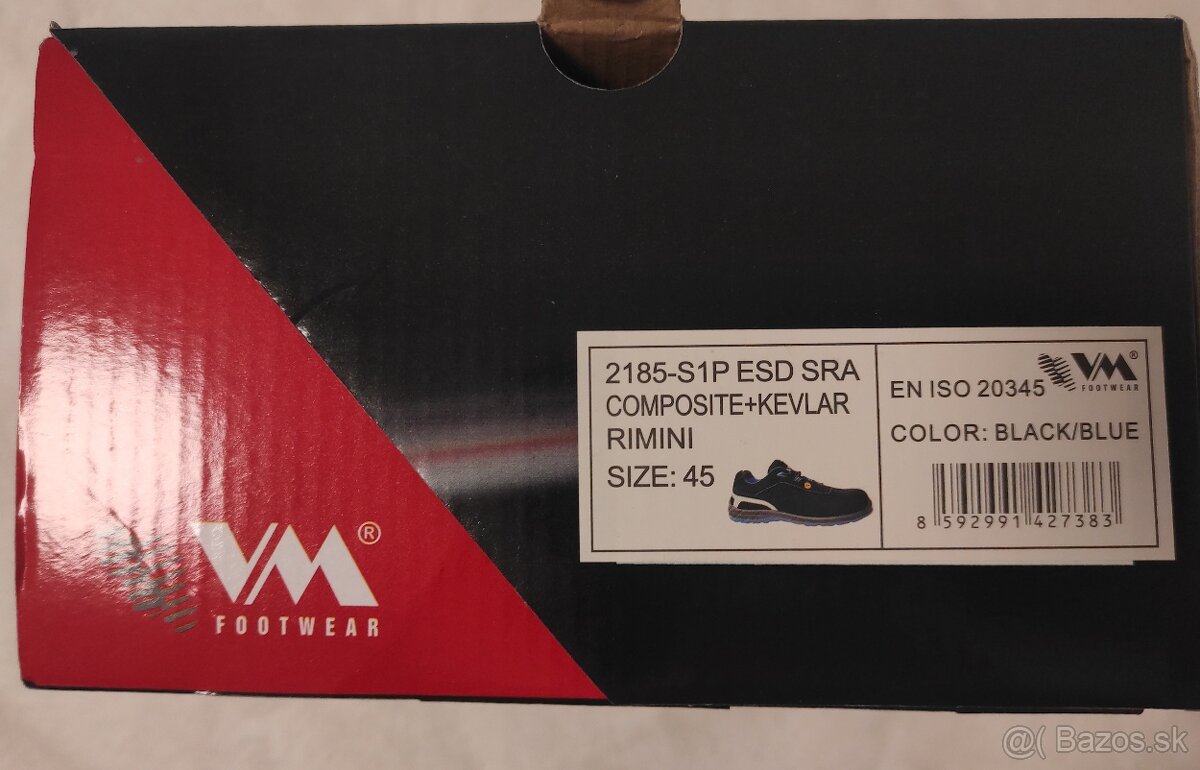 2185-S1P ESD SRA
COMPOSITE+KEVLAR
RIMINI
SIZE: 45
EN ISO 20345
VM®
FOOTWEAR
COLOR: BLACK/BLUE
8 592991 427383
VM®
FOOTWEAR
@( Bazos.sk